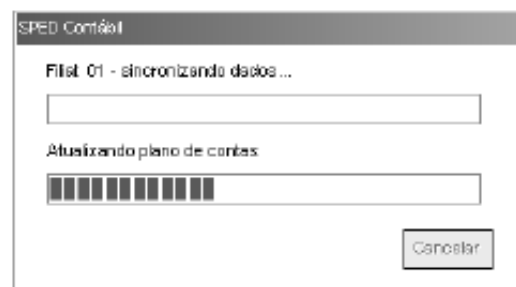 SPED Contábil
Filial: 01 - sincronizando dados...
Atualizando plano de contas
Cancelar